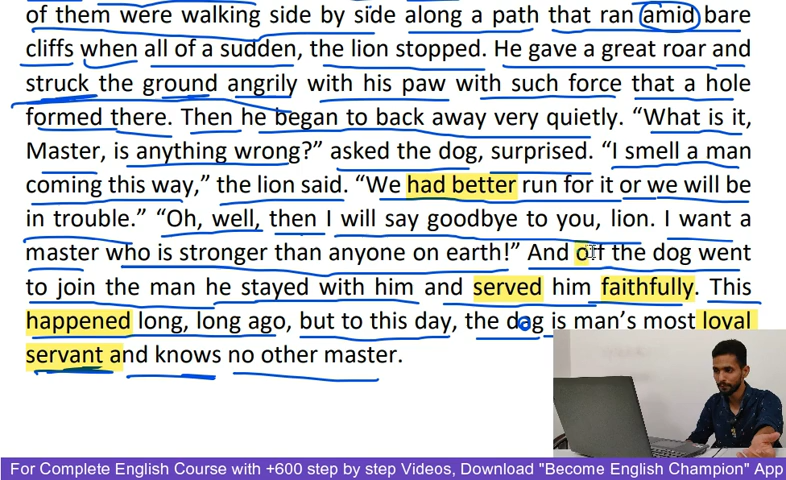 of them were walking side by side along a path that ran amid bare
cliffs when all of a sudden, the lion stopped. He gave a great roar and
struck the ground angrily with his paw with such force that a hole
formed there. Then he began to back away very quietly. “What is it,
Master, is anything wrong?” asked the dog, surprised. “I smell a man
coming this way,” the lion said. “We had better run for it or we will be
in trouble.” “Oh, well, then I will say goodbye to you, lion. I want a
master who is stronger than anyone on earth!” And off the dog went
to join the man he stayed with him and served him faithfully. This
happened long, long ago, but to this day, the dog is man’s most loyal
servant and knows no other master.
For Complete English Course with +600 step by step Videos, Download "Become English Champion" App